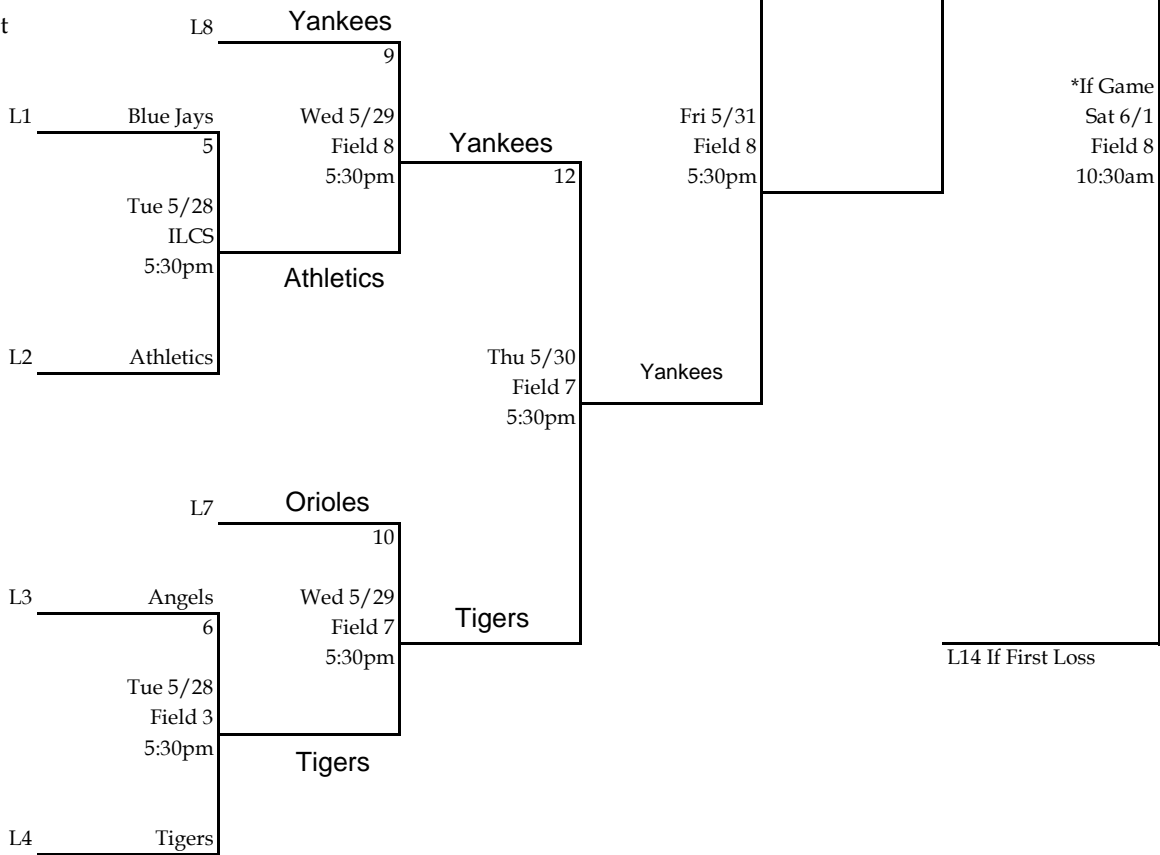 t
L8 Yankees
9
L1 Blue Jays
5
Wed 5/29
Field 8
5:30pm
Yankees
12
Fri 5/31
Field 8
5:30pm
*If Game
Sat 6/1
Field 8
10:30am
Tue 5/28
ILCS
5:30pm
Athletics
L2 Athletics
Thu 5/30
Field 7
5:30pm
Yankees
L7 Orioles
10
L3 Angels
6
Wed 5/29
Field 7
5:30pm
Tigers
L14 If First Loss
Tue 5/28
Field 3
5:30pm
Tigers
L4 Tigers